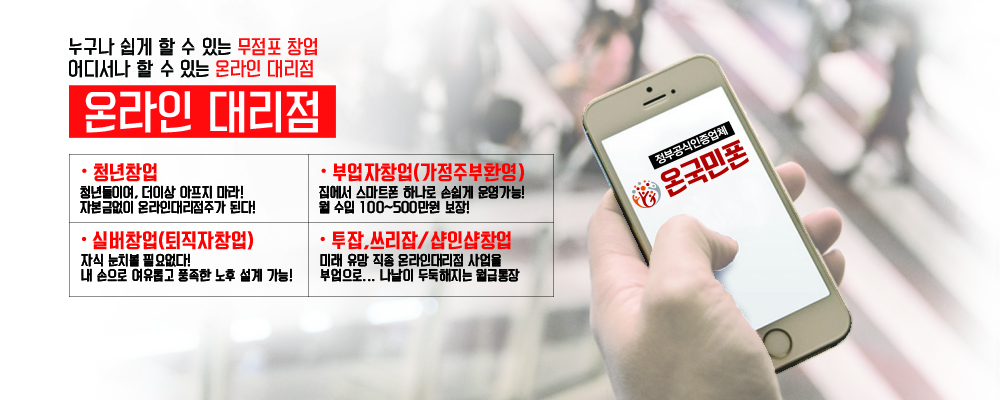 누구나 쉽게 할 수 있는 무점포 창업
어디서나 할 수 있는 온라인 대리점
온라인 대리점
· 청년창업
청년들이여, 더이상 아프지 마라!
자본금없이 온라인대리점주가 된다!
· 부업자창업(가정주부환영)
집에서 스마트폰 하나로 손쉽게 운영가능!
월 수입 100~500만원 보장!
· 실버창업(퇴직자창업)
자식 눈치볼 필요없다!
내 손으로 여유롭고 풍족한 노후 설계 가능!
· 투잡,쓰리잡/샵인샵창업
미래 유망 직종 온라인대리점 사업을
부업으로... 나날이 두둑해지는 월급통장
정부공식인증업체
온국민폰